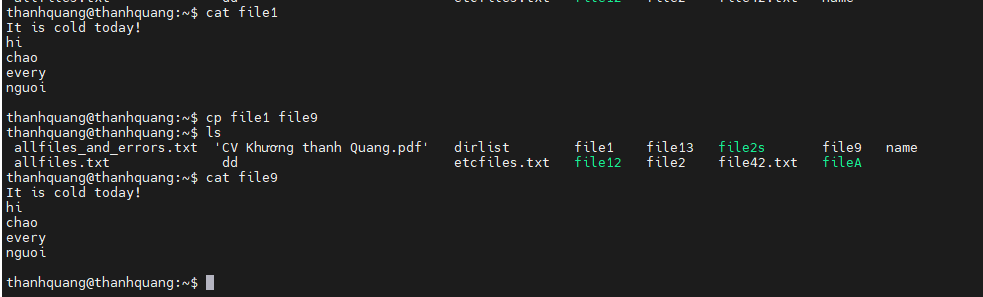 allfiles.txt dd etcfiles.txt file12 file2 file42.txt name
thanhquang@thanhquang:~$ cat file1
It is cold today!
hi
chao
every
nguoi
thanhquang@thanhquang:~$ cp file1 file9
thanhquang@thanhquang:~$ ls
allfiles_and_errors.txt 'CV Khương thanh Quang.pdf' dirlist file1 file13 file2s file9 name
allfiles.txt dd etcfiles.txt file12 file2 file42.txt fileA
thanhquang@thanhquang:~$ cat file9
It is cold today!
hi
chao
every
nguoi
thanhquang@thanhquang:~$